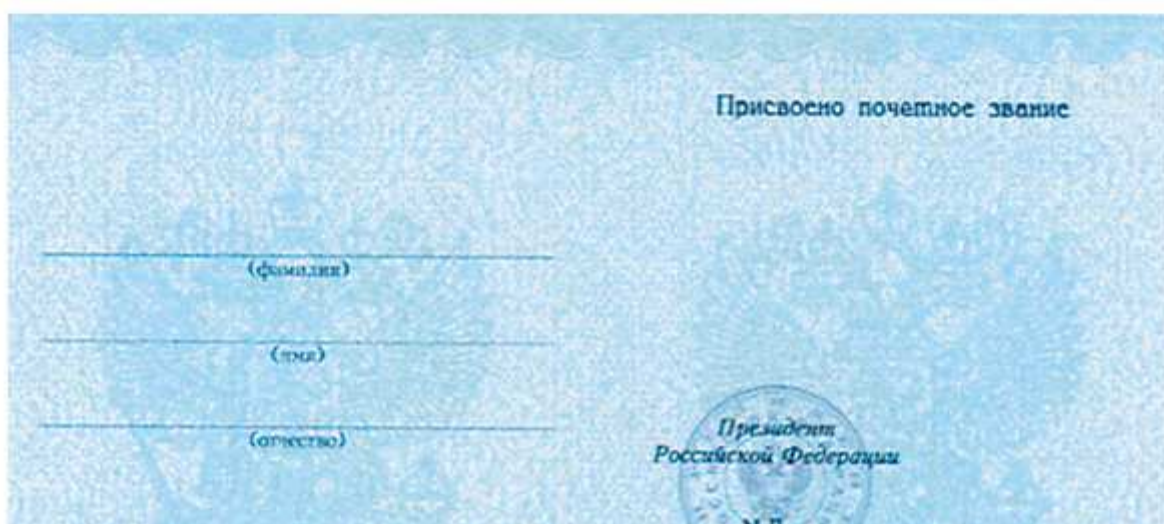 Присвоено почетное звание
(фамилия)
(имя)
(отчество)
Президент
Российской Федерации